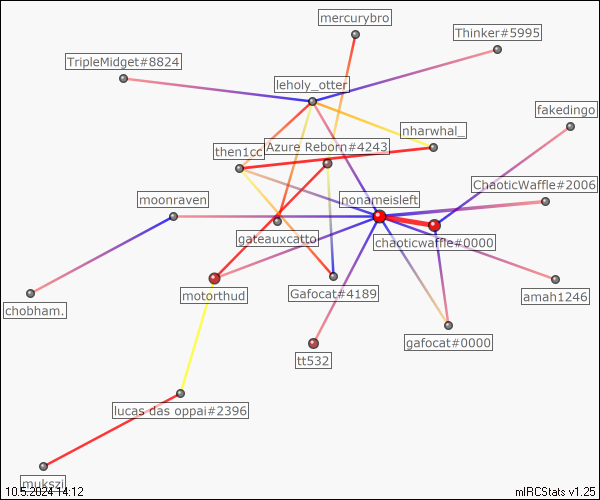 mercurybro
Thinker#5995
TripleMidget#8824
leholy_otter
fakedingo
nharwhal_
then1cc
Azure Reborn#4243
ChaoticWaffle#2006
moonraven
nonameisleft
gateauxcatto
chaoticwaffle#0000
motorthud
Gafocat#4189
amah1246
chobham.
gafocat#0000
tt532
lucas das oppai#2396
mukszi
10.5.2024 14:12
mIRCStats v1.25